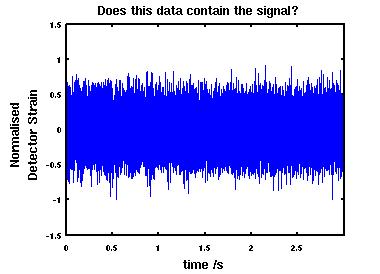 Does this data contain the signal?
1.5
1
0.5
0
-0.5
-1
-1.5
Normalised
Detector Strain
0 0.5 1 1.5 2 2.5
time /s